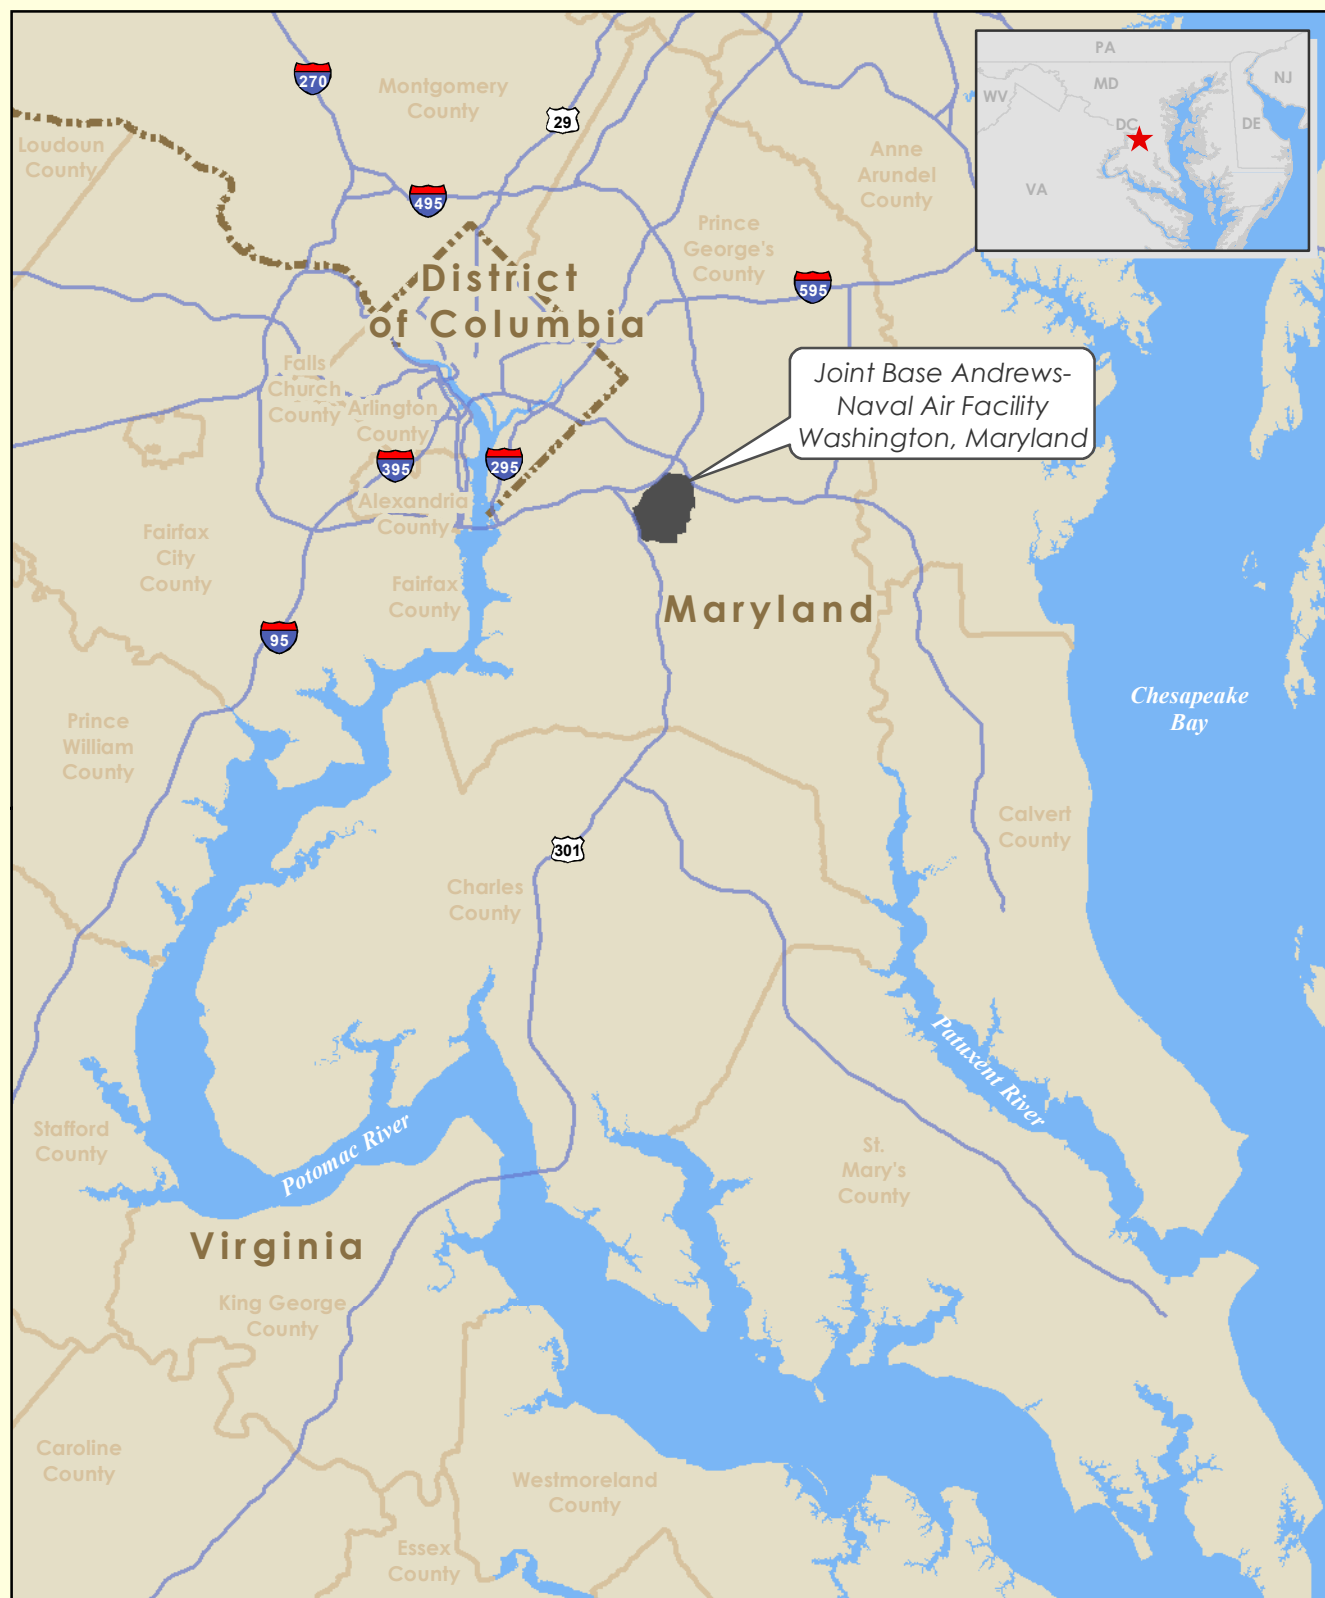 270
Montgomery
County
29
PA
MD
NJ
WV
DC
DE
VA
Loudoun
County
Anne
Arundel
County
495
Prince
George's
County
District
of Columbia
595
Falls
Church
County
Arlington
County
Joint Base Andrews-
Naval Air Facility
Washington, Maryland
395
295
Alexandria
County
Fairfax
City
County
Fairfax
County
Maryland
95
Chesapeake
Bay
Prince
William
County
Calvert
County
301
Charles
County
Patuxent River
Stafford
County
Potomac River
St.
Mary's
County
Virginia
King George
County
Caroline
County
Westmoreland
County
Essex
County